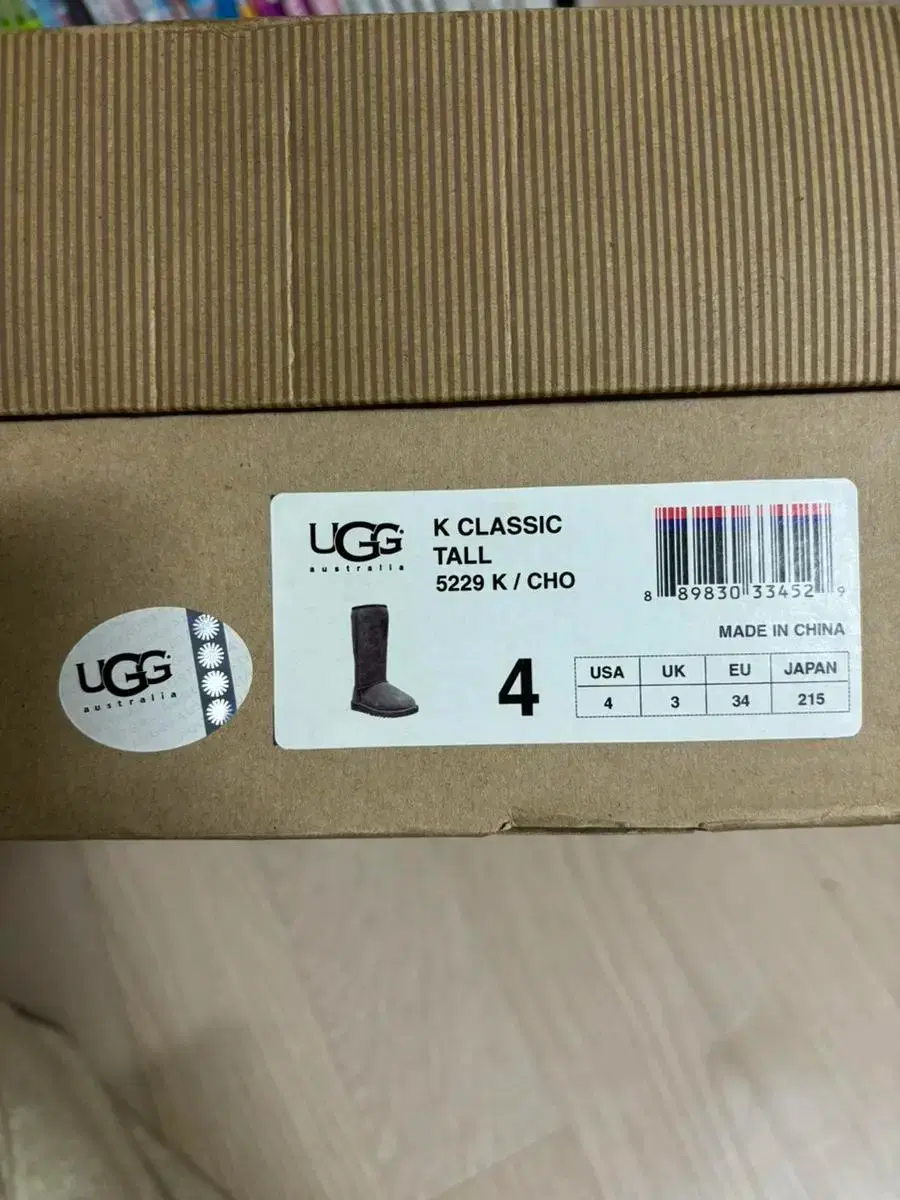 UGG
australia
K CLASSIC
TALL
5229 K / CHO
8 89830 33452 9
MADE IN CHINA
4
USA UK EU JAPAN
4 3 34 215
UGG
australia